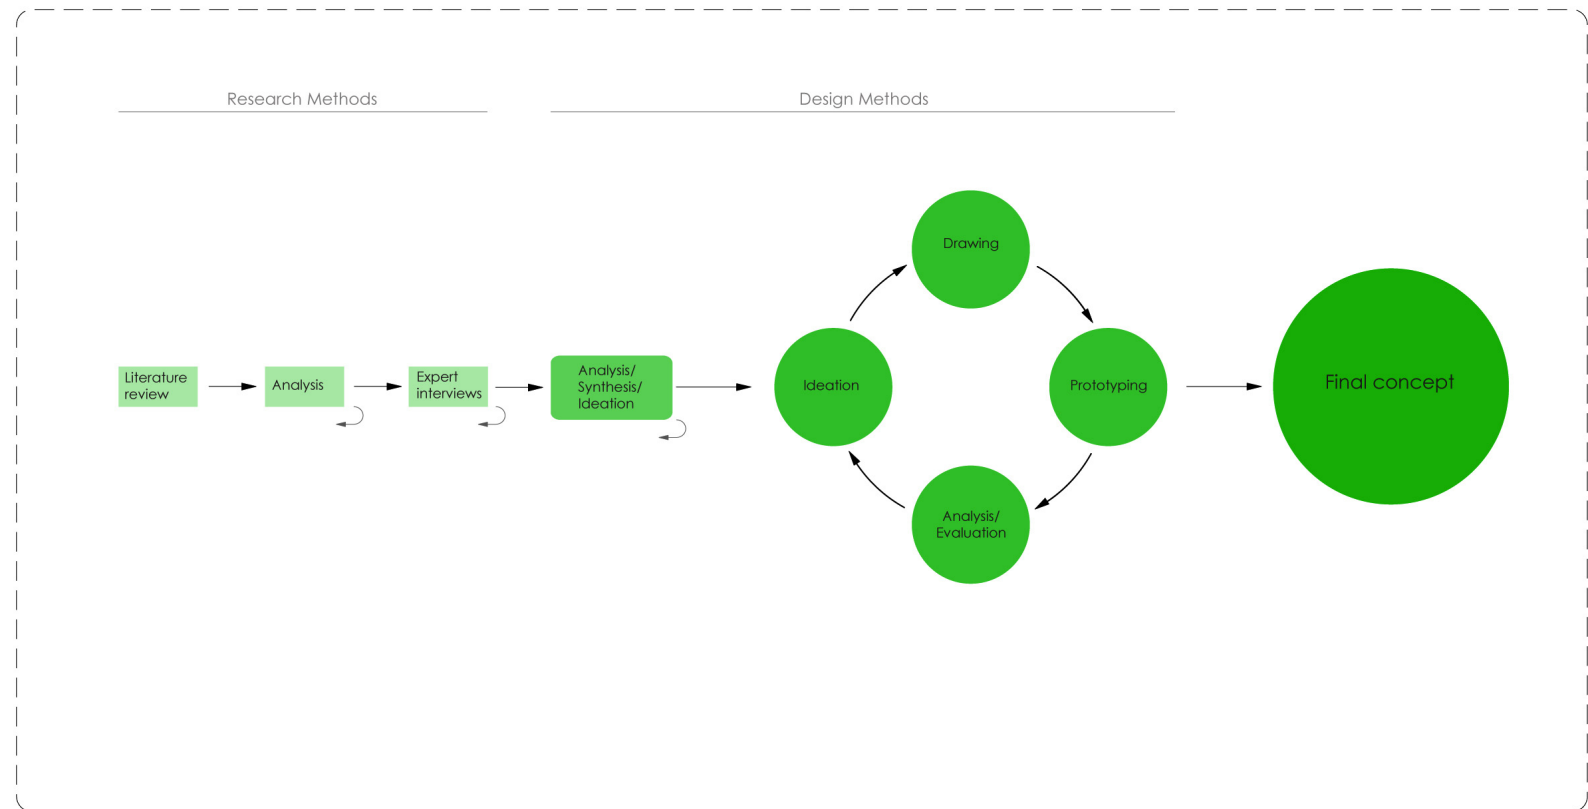 Research Methods
Design Methods
Literature
review
Analysis
Expert
interviews
Analysis/
Synthesis/
Ideation
Ideation
Drawing
Prototyping
Analysis/
Evaluation
Final concept